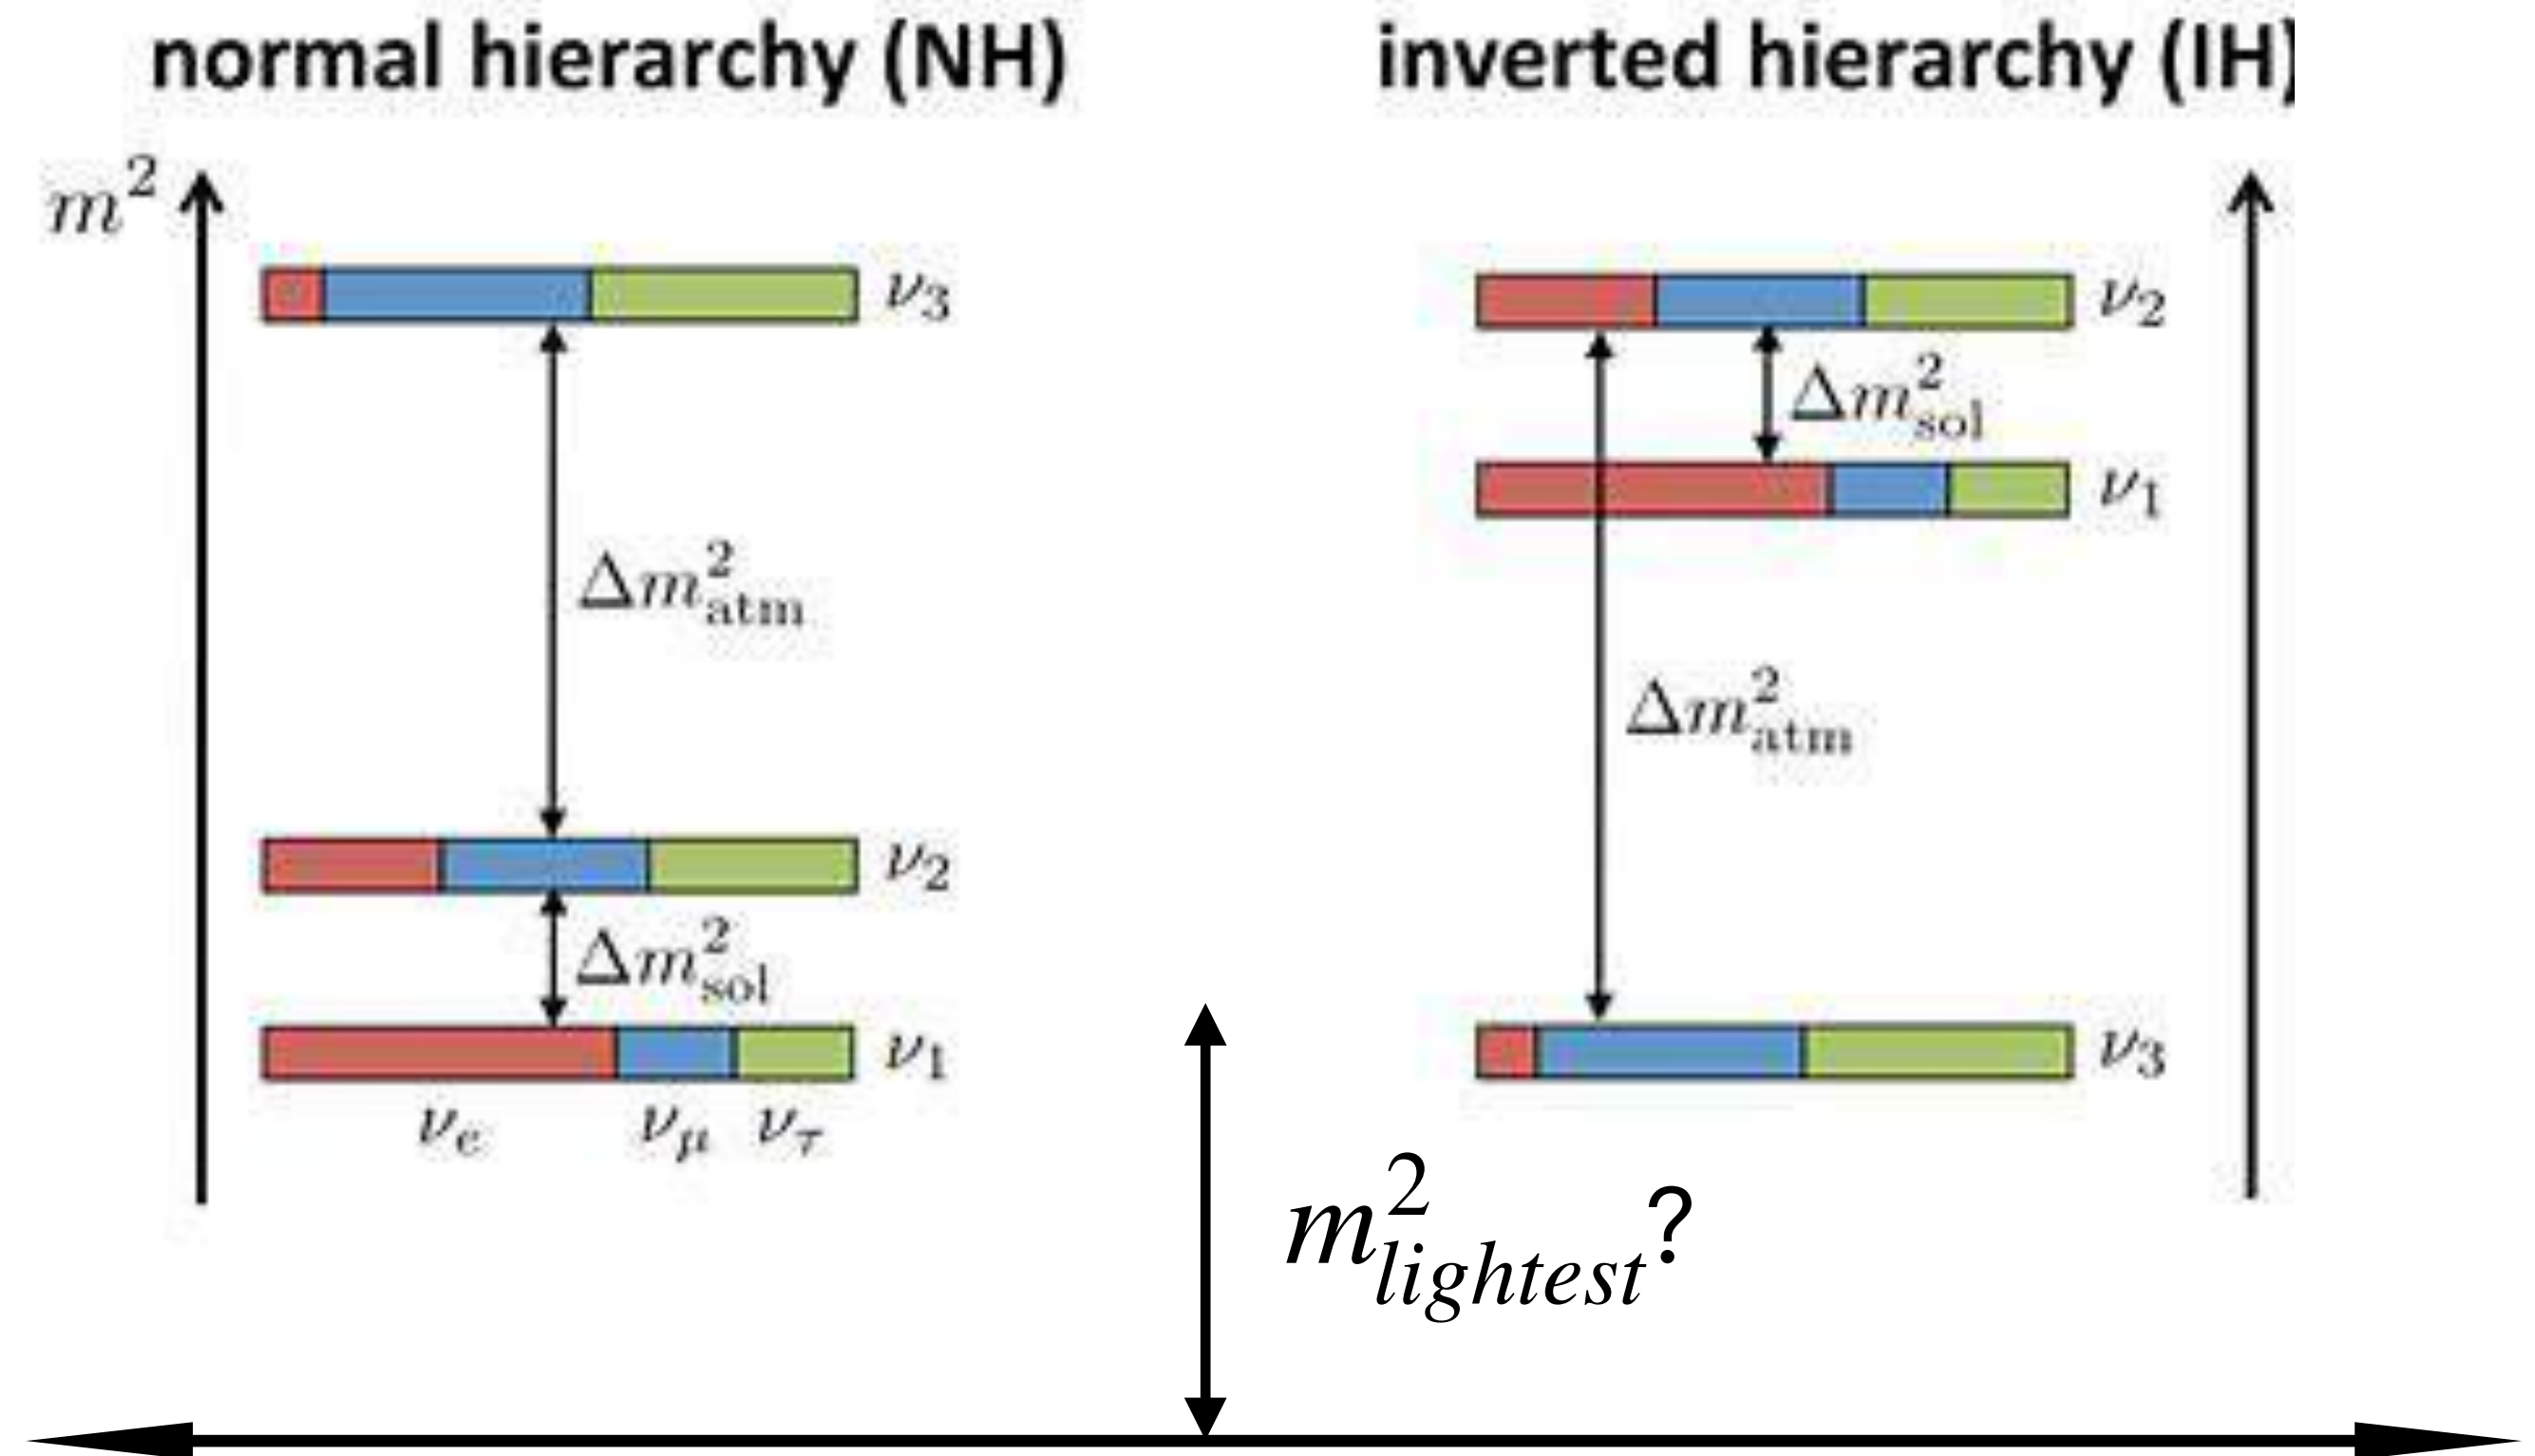 normal hierarchy (NH)
inverted hierarchy (IH)
m²
ν₃
Δm²atm
ν₂
Δm²sol
ν₁
νe νμ ντ
ν₂
Δm²sol
ν₁
Δm²atm
ν₃
m²lightest?